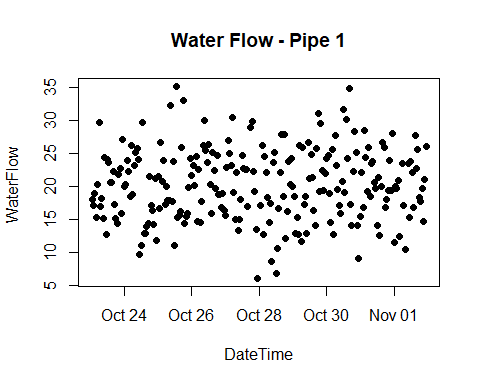 Water Flow - Pipe 1
WaterFlow
35
30
25
20
15
10
5
Oct 24
Oct 26
Oct 28
Oct 30
Nov 01
DateTime